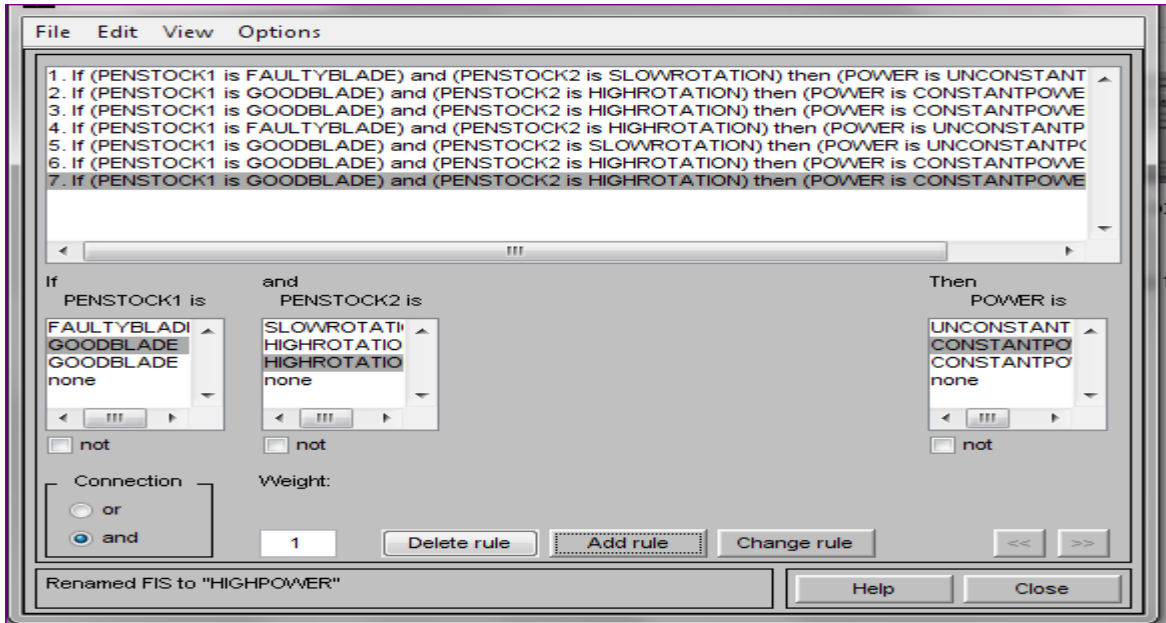 File Edit View Options
1. If (PENSTOCK1 is FAULTYBLADE) and (PENSTOCK2 is SLOWROTATION) then (POWER is UNCONSTANT
2. If (PENSTOCK1 is GOODBLADE) and (PENSTOCK2 is HIGHROTATION) then (POWER is CONSTANTPOWE
3. If (PENSTOCK1 is GOODBLADE) and (PENSTOCK2 is HIGHROTATION) then (POWER is CONSTANTPOWE
4. If (PENSTOCK1 is FAULTYBLADE) and (PENSTOCK2 is HIGHROTATION) then (POWER is UNCONSTANTP
5. If (PENSTOCK1 is GOODBLADE) and (PENSTOCK2 is SLOWROTATION) then (POWER is UNCONSTANTP(
6. If (PENSTOCK1 is GOODBLADE) and (PENSTOCK2 is HIGHROTATION) then (POWER is CONSTANTPOWE
7. If (PENSTOCK1 is GOODBLADE) and (PENSTOCK2 is HIGHROTATION) then (POWER is CONSTANTPOWE
If and Then
PENSTOCK1 is PENSTOCK2 is POWER is
FAULTYBLADI SLOWROTATI UNCONSTANT
GOODBLADE HIGHROTATIO CONSTANTPO
GOODBLADE HIGHROTATIO CONSTANTPO
none none none
not not not
Connection Weight:
or
and 1 Delete rule Add rule Change rule << >>
Renamed FIS to "HIGHPOWER" Help Close